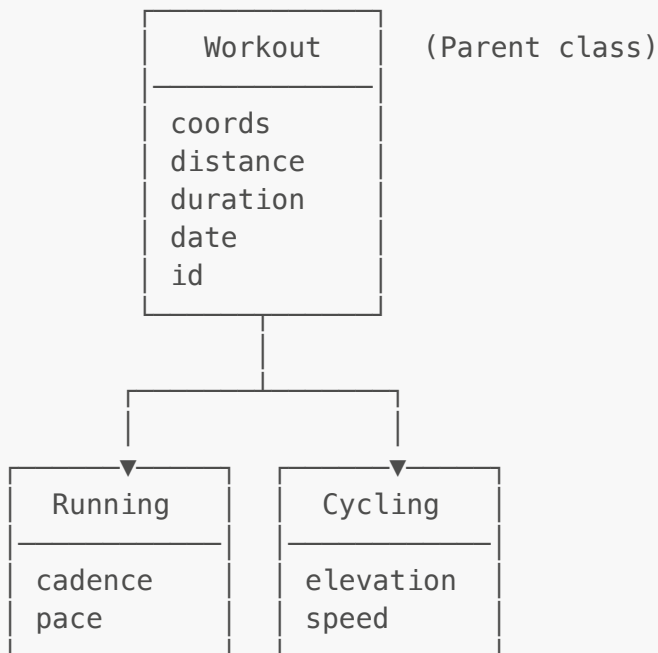 Workout (Parent class)
coords
distance
duration
date
id
Running Cycling
cadence elevation
pace speed